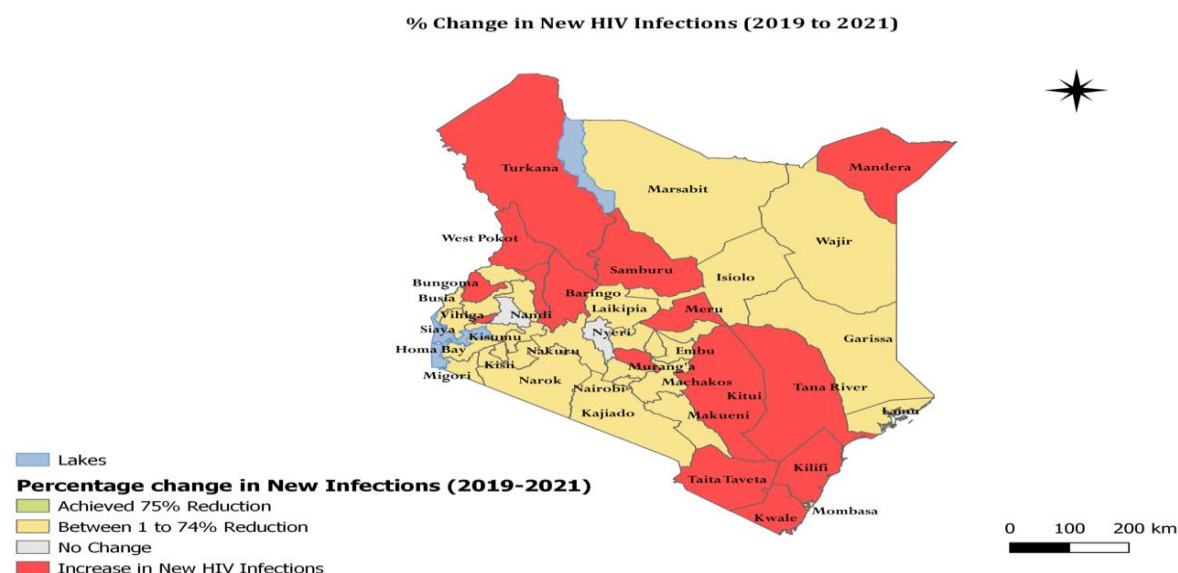 % Change in New HIV Infections (2019 to 2021)
Mandera
Turkana
Marsabit
West Pokot
Wajir
Samburu
Isiolo
Bungoma
Baringo
Busia
Laikipia
Meru
Vihiga
Nandi
Siaya
Nyeri
Kisumu
Garissa
Homa Bay
Nakuru
Embu
Kisii
Murang'a
Migori
Narok
Nairobi
Machakos
Tana River
Kitui
Kajiado
Makueni
Lamu
Kilifi
Taita Taveta
Mombasa
Kwale
Lakes
Percentage change in New Infections (2019-2021)
Achieved 75% Reduction
Between 1 to 74% Reduction
No Change
Increase in New HIV Infections
0 100 200 km